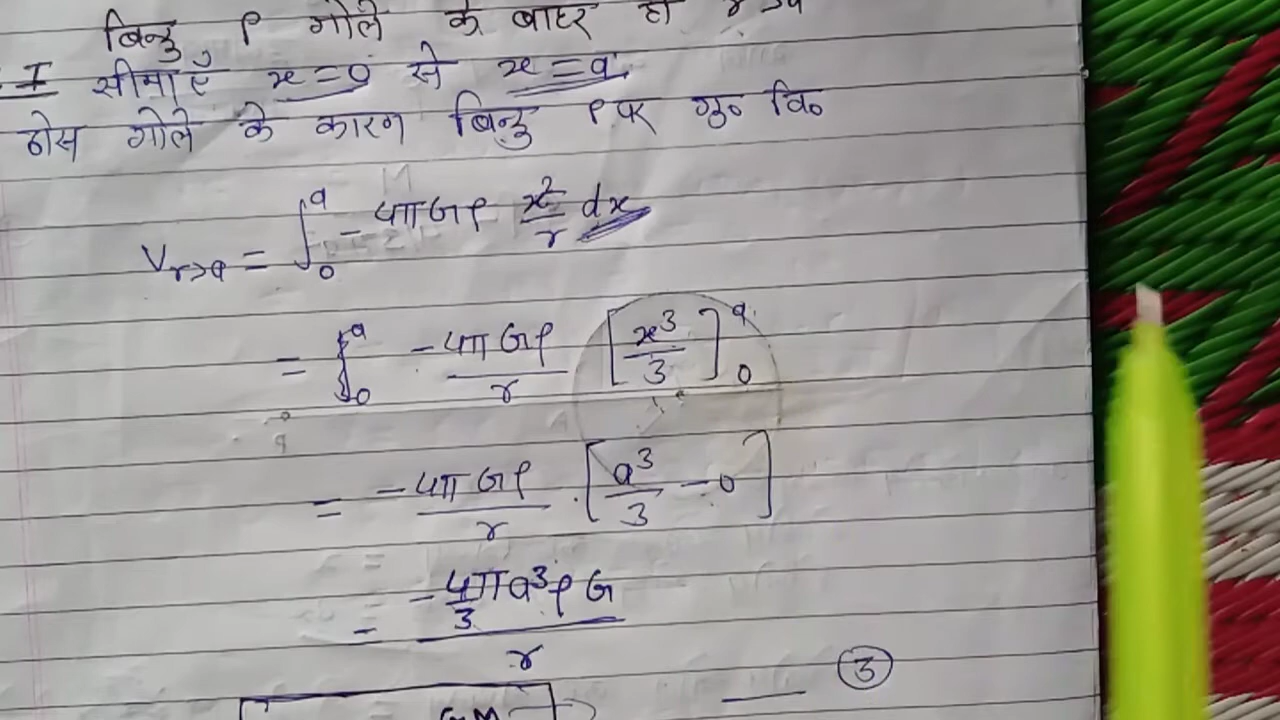 बिन्दु P गोले के बाहर हो r>a
I सीमाएँ x=0 से x=a
ठोस गोले के कारण बिन्दु P पर गु० वि०
V_{r>a} = ∫_0^a -4πGρ x²/r dx
= ∫_0^a -4πGρ/r [x³/3]_0^a
= -4πGρ/r . [a³/3 - 0]
= -4/3 πa³ρG / r
③
GM